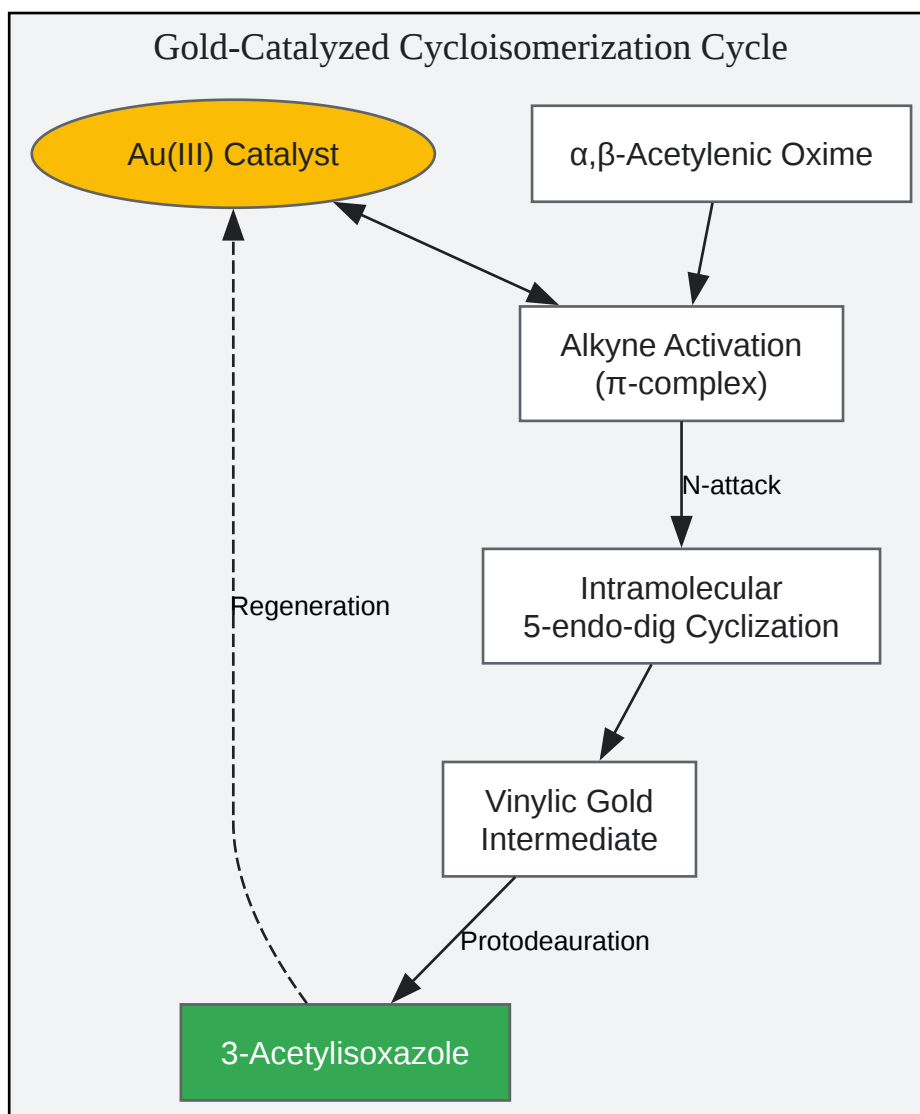 Gold-Catalyzed Cycloisomerization Cycle
Au(III) Catalyst
α,β-Acetylenic Oxime
Alkyne Activation
(π-complex)
N-attack
Intramolecular
5-endo-dig Cyclization
Regeneration
Vinylic Gold
Intermediate
Protodeauration
3-Acetylisoxazole